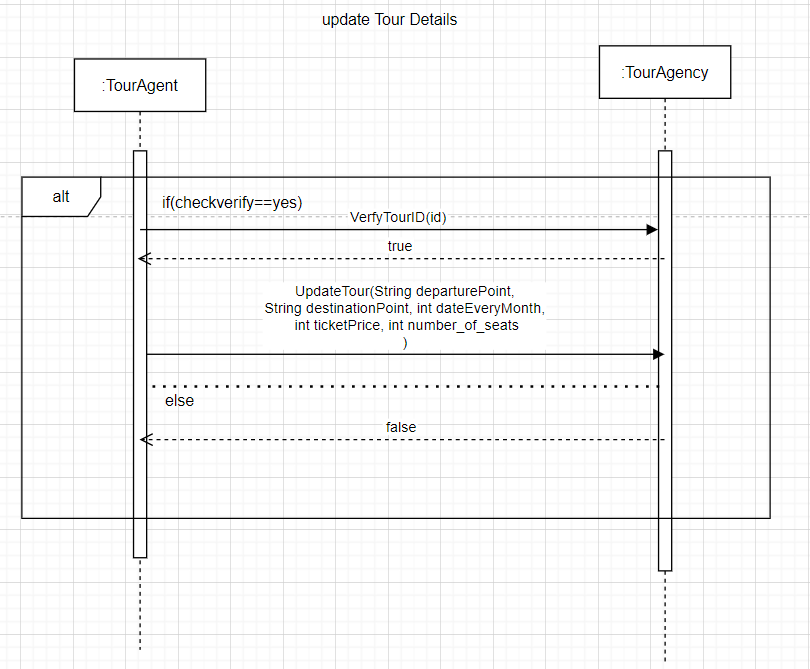 update Tour Details
:TourAgent
:TourAgency
alt
if(checkverify==yes)
VerfyTourID(id)
true
UpdateTour(String departurePoint,
String destinationPoint, int dateEveryMonth,
int ticketPrice, int number_of_seats
)
else
false